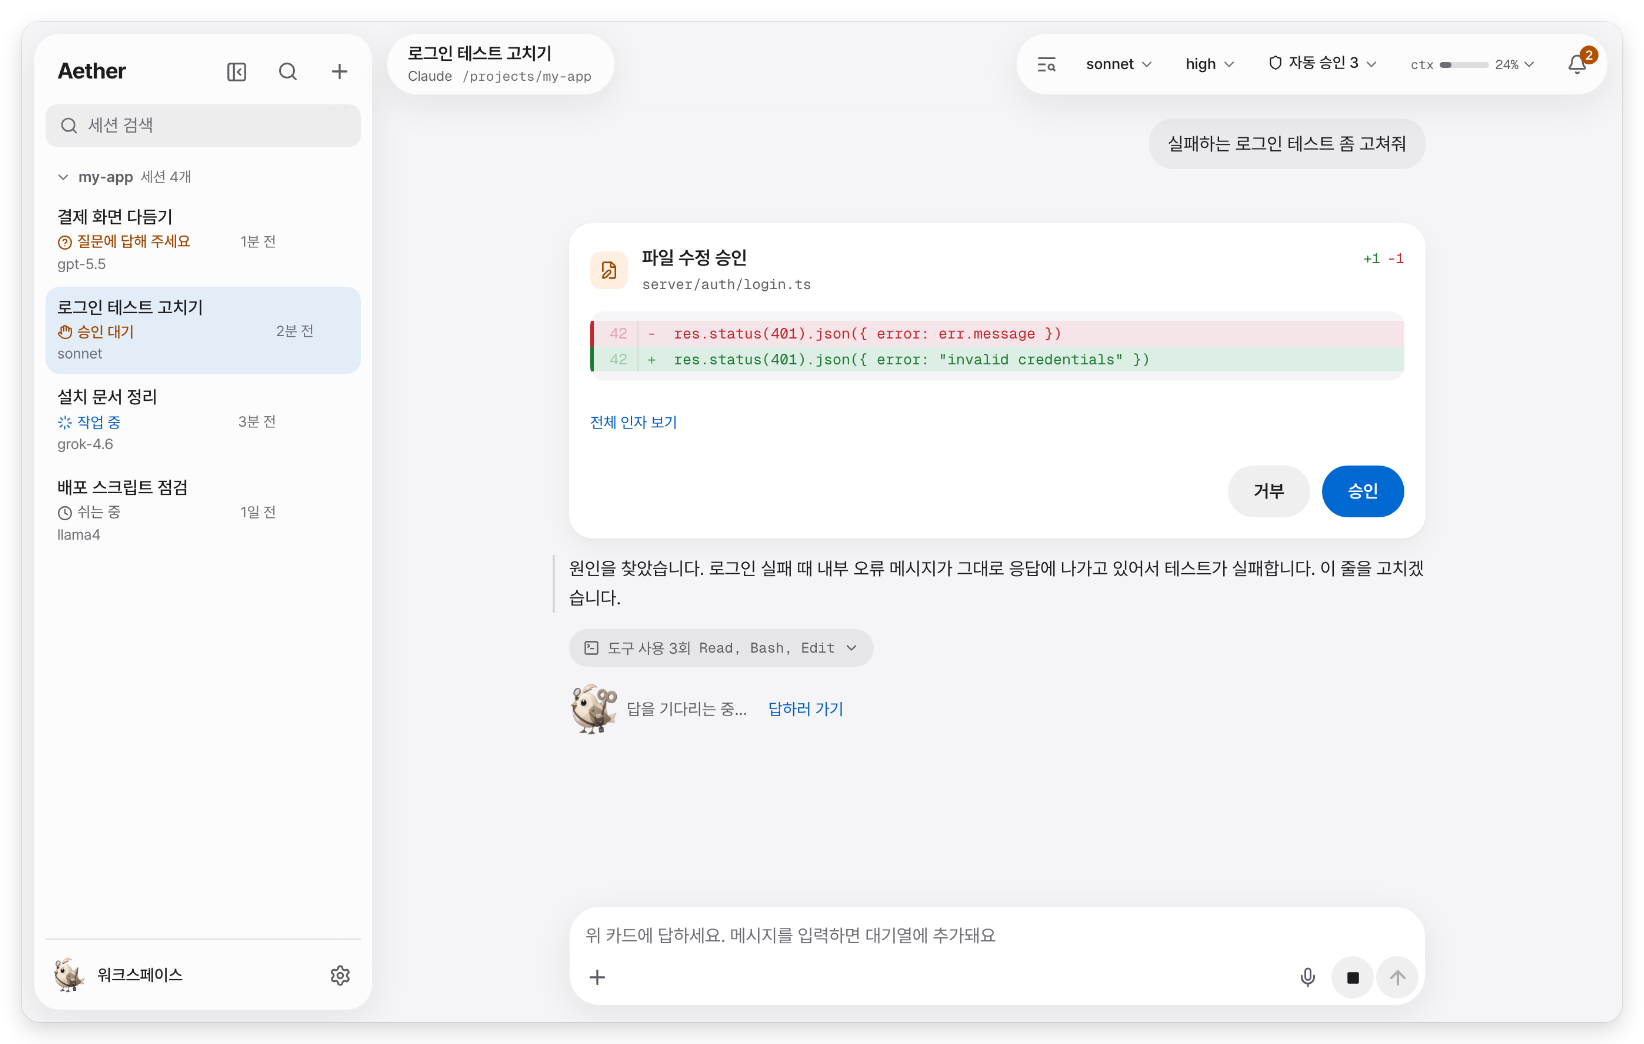 Aether
세션 검색
my-app 세션 4개
결제 화면 다듬기
질문에 답해 주세요 1분 전
gpt-5.5
로그인 테스트 고치기
승인 대기 2분 전
sonnet
설치 문서 정리
작업 중 3분 전
grok-4.6
배포 스크립트 점검
쉬는 중 1일 전
llama4
워크스페이스
로그인 테스트 고치기
Claude /projects/my-app
sonnet high 자동 승인 3 ctx 24% 2
실패하는 로그인 테스트 좀 고쳐줘
파일 수정 승인 +1 -1
server/auth/login.ts
42 - res.status(401).json({ error: err.message })
42 + res.status(401).json({ error: "invalid credentials" })
전체 인자 보기
거부 승인
원인을 찾았습니다. 로그인 실패 때 내부 오류 메시지가 그대로 응답에 나가고 있어서 테스트가 실패합니다. 이 줄을 고치겠
습니다.
도구 사용 3회 Read, Bash, Edit
답을 기다리는 중... 답하러 가기
위 카드에 답하세요. 메시지를 입력하면 대기열에 추가돼요